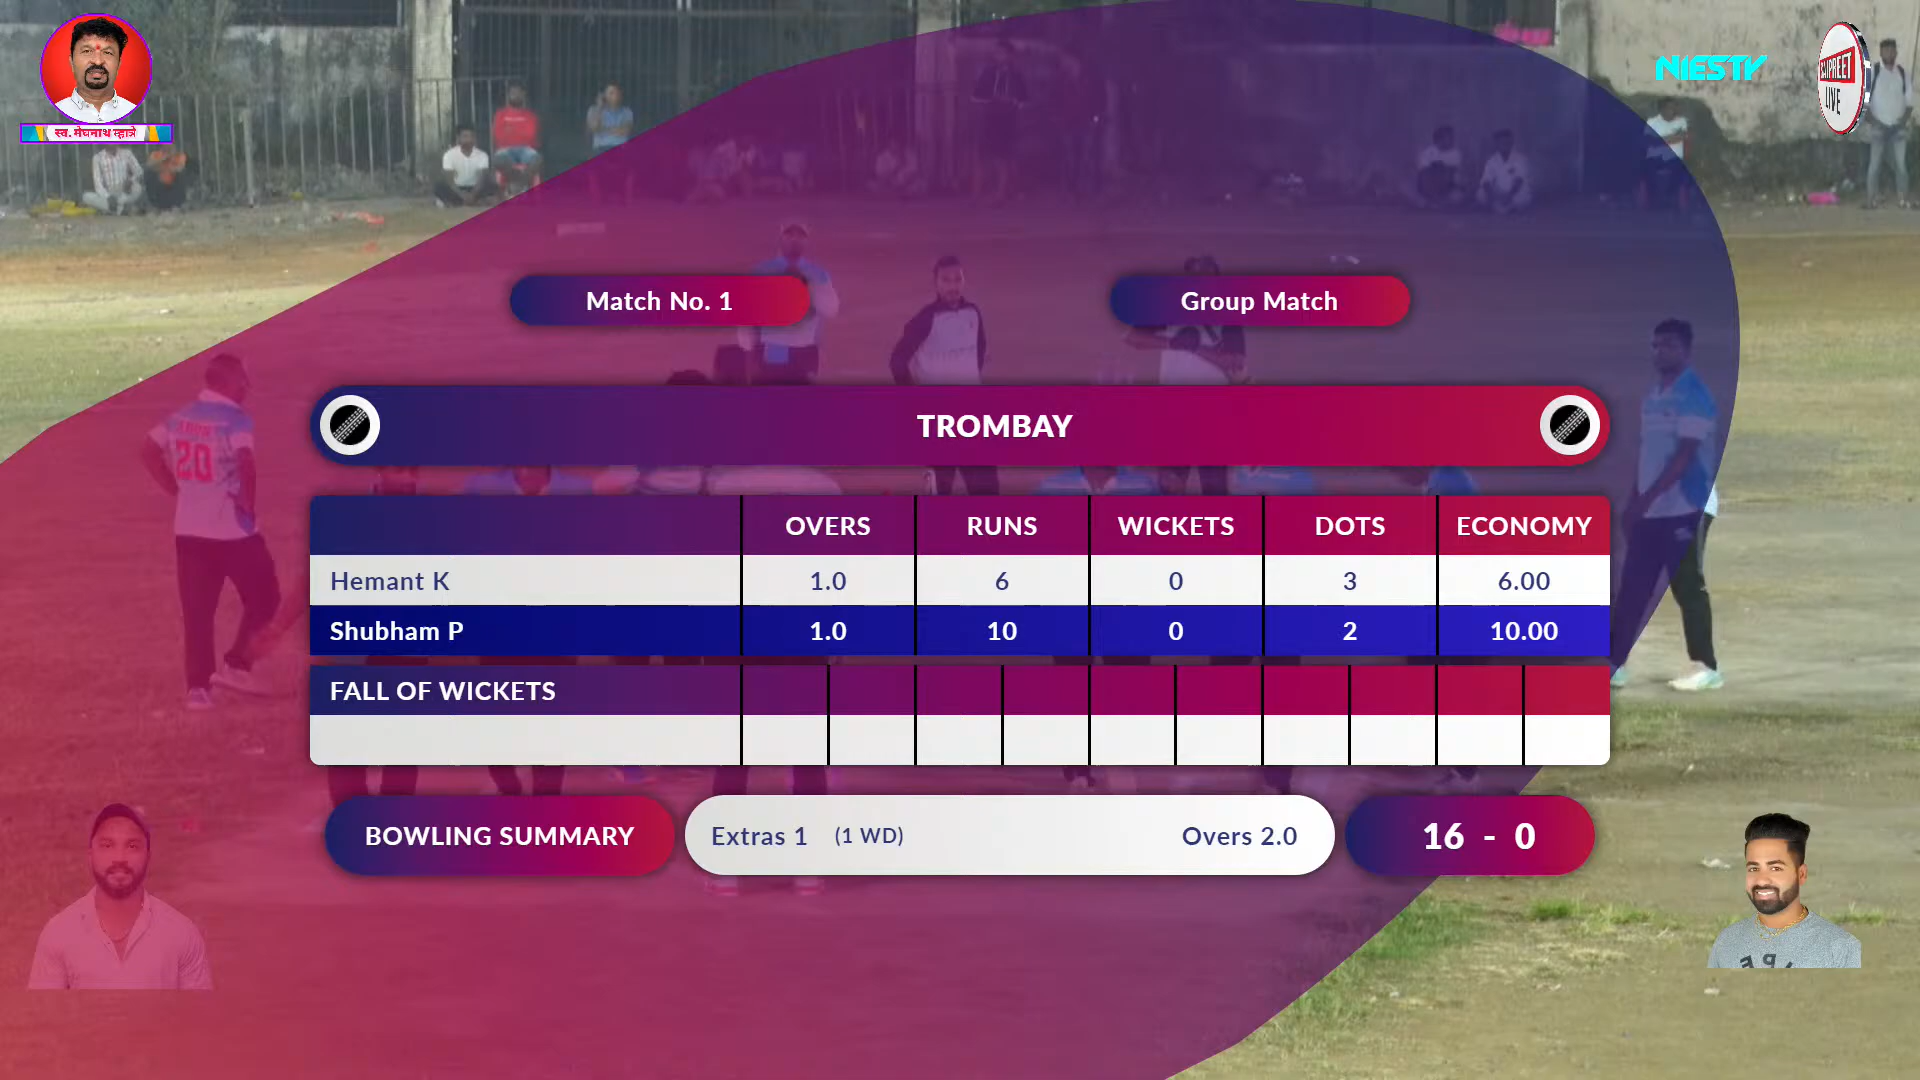 स्व. मेघनाथ म्हात्रे
NIESTY
LIVE
Match No. 1
Group Match
TROMBAY
20
OVERS RUNS WICKETS DOTS ECONOMY
Hemant K 1.0 6 0 3 6.00
Shubham P 1.0 10 0 2 10.00
FALL OF WICKETS
BOWLING SUMMARY Extras 1 (1 WD) Overs 2.0 16 - 0